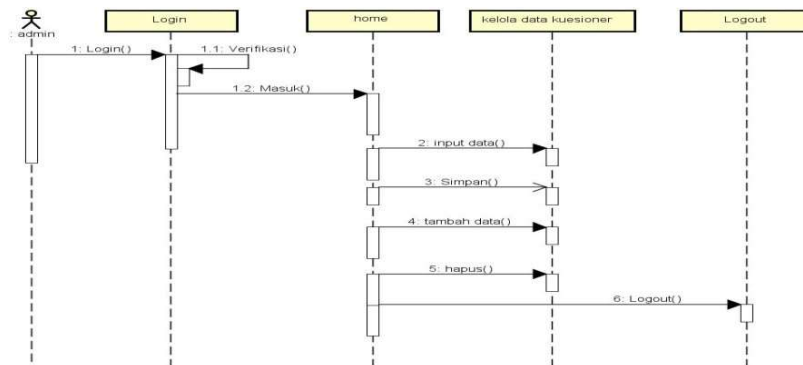 Login
home
kelola data kuesioner
Logout
: admin
1: Login()
1.1: Verifikasi()
1.2: Masuk()
2: input data()
3: Simpan()
4: tambah data()
5: hapus()
6: Logout()